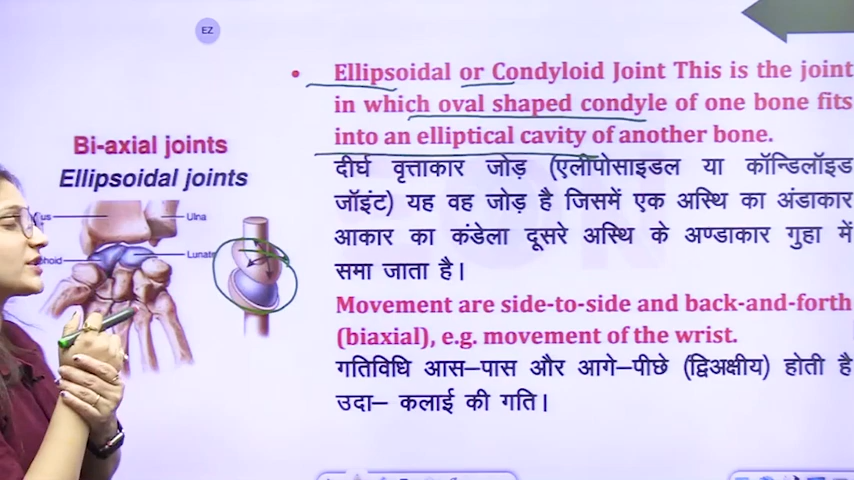 EZ
Ellipsoidal or Condyloid Joint This is the joint
in which oval shaped condyle of one bone fits
into an elliptical cavity of another bone.
दीर्घ वृत्ताकार जोड़ (एलीपोसाइडल या कॉन्डिलॉइड
जॉइंट) यह वह जोड़ है जिसमें एक अस्थि का अंडाकार
आकार का कंडेला दूसरे अस्थि के अण्डाकार गुहा में
समा जाता है।
Movement are side-to-side and back-and-forth
(biaxial), e.g. movement of the wrist.
गतिविधि आस–पास और आगे–पीछे (द्विअक्षीय) होती है
उदा– कलाई की गति।
Bi-axial joints
Ellipsoidal joints
Ulna
Lunate